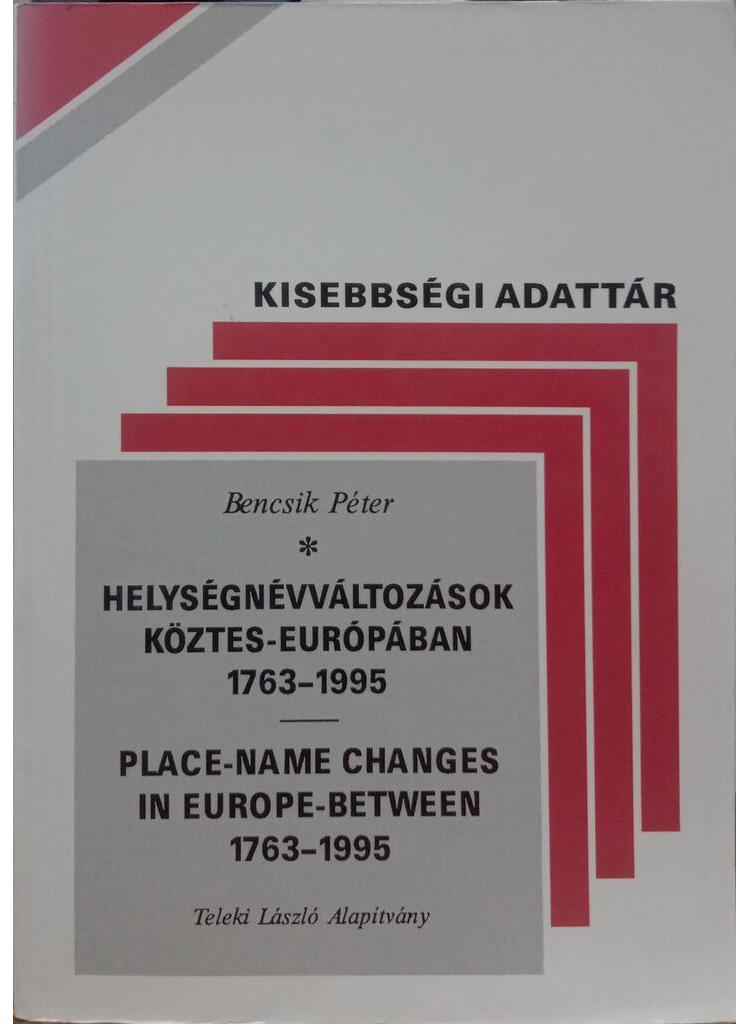 KISEBBSÉGI ADATTÁR
Bencsik Péter
*
HELYSÉGNÉVVÁLTOZÁSOK
KÖZTES-EURÓPÁBAN
1763–1995
PLACE-NAME CHANGES
IN EUROPE-BETWEEN
1763–1995
Teleki László Alapítvány